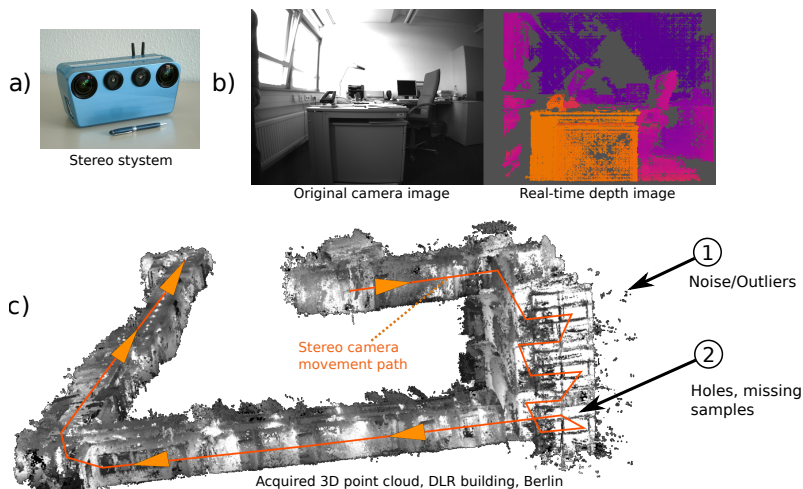 a)
Stereo stystem
b)
Original camera image
Real-time depth image
c)
Stereo camera
movement path
1
Noise/Outliers
2
Holes, missing
samples
Acquired 3D point cloud, DLR building, Berlin